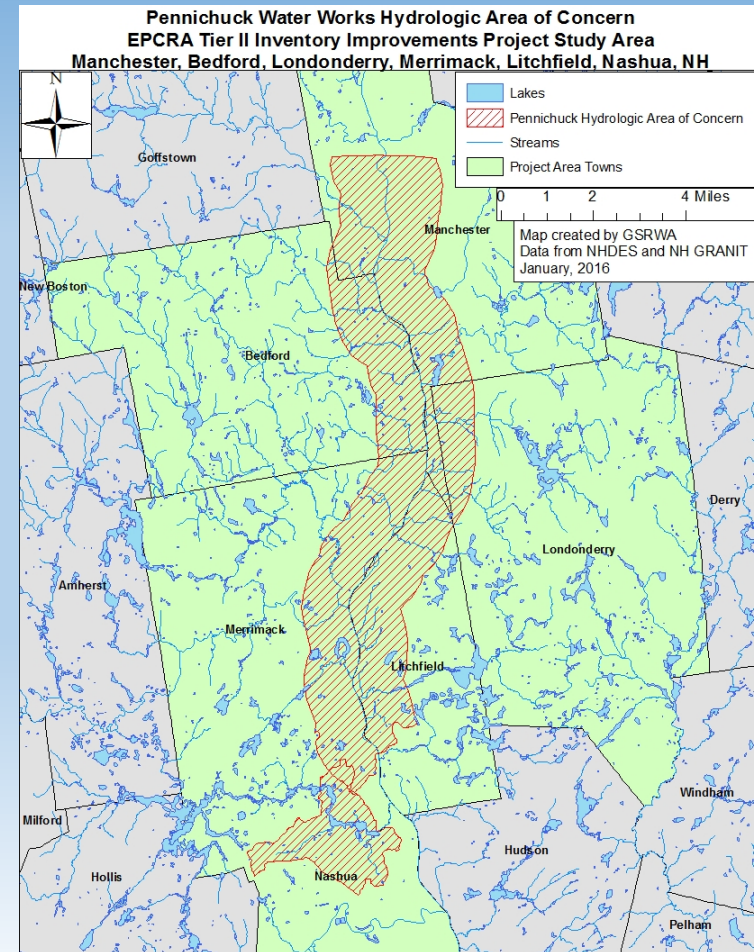 Pennichuck Water Works Hydrologic Area of Concern
EPCRA Tier II Inventory Improvements Project Study Area
Manchester, Bedford, Londonderry, Merrimack, Litchfield, Nashua, NH
N
Lakes
Pennichuck Hydrologic Area of Concern
Streams
Project Area Towns
0 1 2 4 Miles
Map created by GSRWA
Data from NHDES and NH GRANIT
January, 2016
Goffstown
Manchester
New Boston
Bedford
Derry
Londonderry
Amherst
Merrimack
Litchfield
Windham
Milford
Hudson
Hollis
Nashua
Pelham